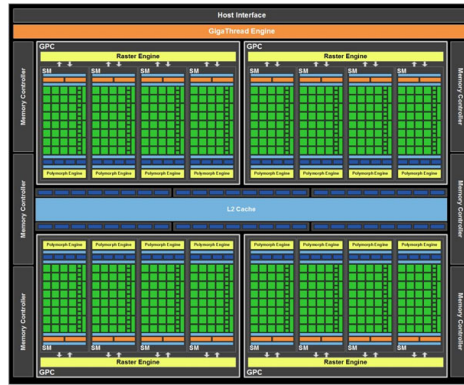 Host Interface
GigaThread Engine
GPC
GPC
Raster Engine
Raster Engine
SM SM SM SM
SM SM SM SM
Memory Controller
Memory Controller
Polymorph Engine Polymorph Engine Polymorph Engine Polymorph Engine
Polymorph Engine Polymorph Engine Polymorph Engine Polymorph Engine
Memory Controller
L2 Cache
Memory Controller
Polymorph Engine Polymorph Engine Polymorph Engine Polymorph Engine
Polymorph Engine Polymorph Engine Polymorph Engine Polymorph Engine
Memory Controller
Memory Controller
SM SM SM SM
SM SM SM SM
Raster Engine
Raster Engine
GPC
GPC